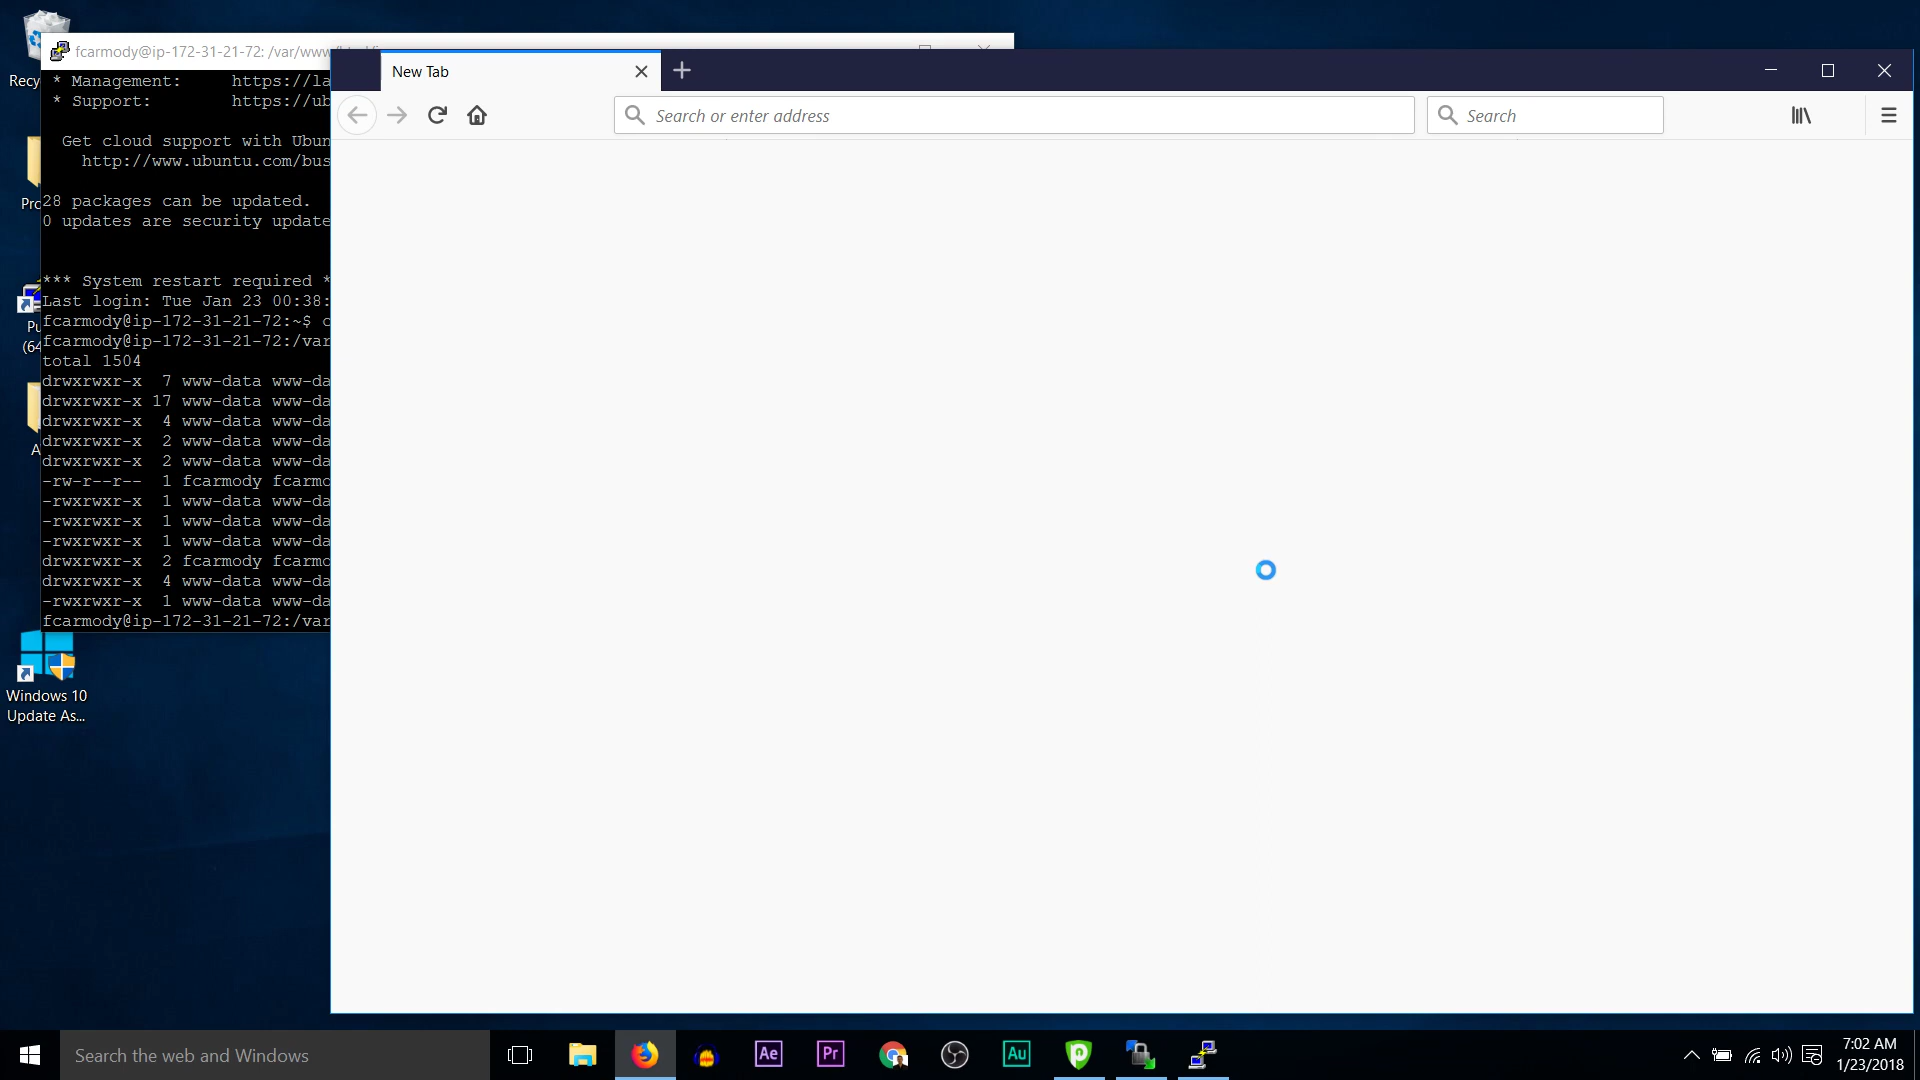 Recy
Pro
Pu
(64
A
Windows 10
Update As...
fcarmody@ip-172-31-21-72: /var/www/
* Management:     https://la
* Support:        https://ub
Get cloud support with Ubun
http://www.ubuntu.com/bus
28 packages can be updated.
0 updates are security update
*** System restart required *
Last login: Tue Jan 23 00:38:
fcarmody@ip-172-31-21-72:~$ c
fcarmody@ip-172-31-21-72:/var
total 1504
drwxrwxr-x  7 www-data www-da
drwxrwxr-x 17 www-data www-da
drwxrwxr-x  4 www-data www-da
drwxrwxr-x  2 www-data www-da
drwxrwxr-x  2 www-data www-da
-rw-r--r--  1 fcarmody fcarmo
-rwxrwxr-x  1 www-data www-da
-rwxrwxr-x  1 www-data www-da
-rwxrwxr-x  1 www-data www-da
drwxrwxr-x  2 fcarmody fcarmo
drwxrwxr-x  4 www-data www-da
-rwxrwxr-x  1 www-data www-da
fcarmody@ip-172-31-21-72:/var
New Tab
Search or enter address
Search
Search the web and Windows
Ae
Pr
Au
7:02 AM
1/23/2018